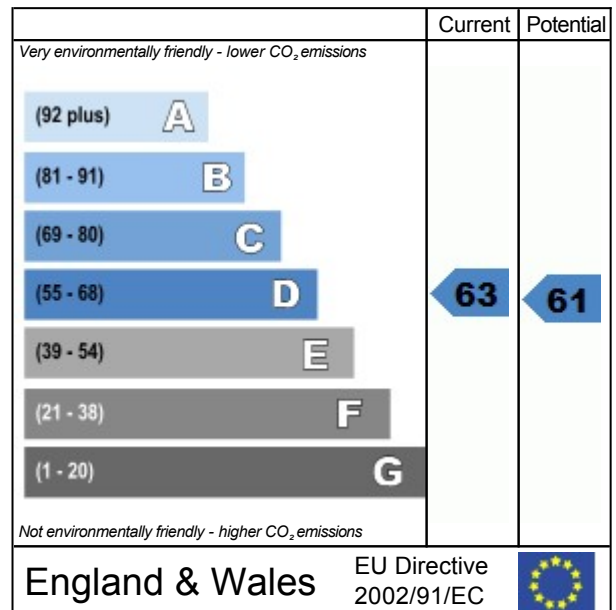 Current Potential
Very environmentally friendly - lower CO₂ emissions
(92 plus) A
(81 - 91) B
(69 - 80) C
(55 - 68) D 63 61
(39 - 54) E
(21 - 38) F
(1 - 20) G
Not environmentally friendly - higher CO₂ emissions
England & Wales
EU Directive
2002/91/EC